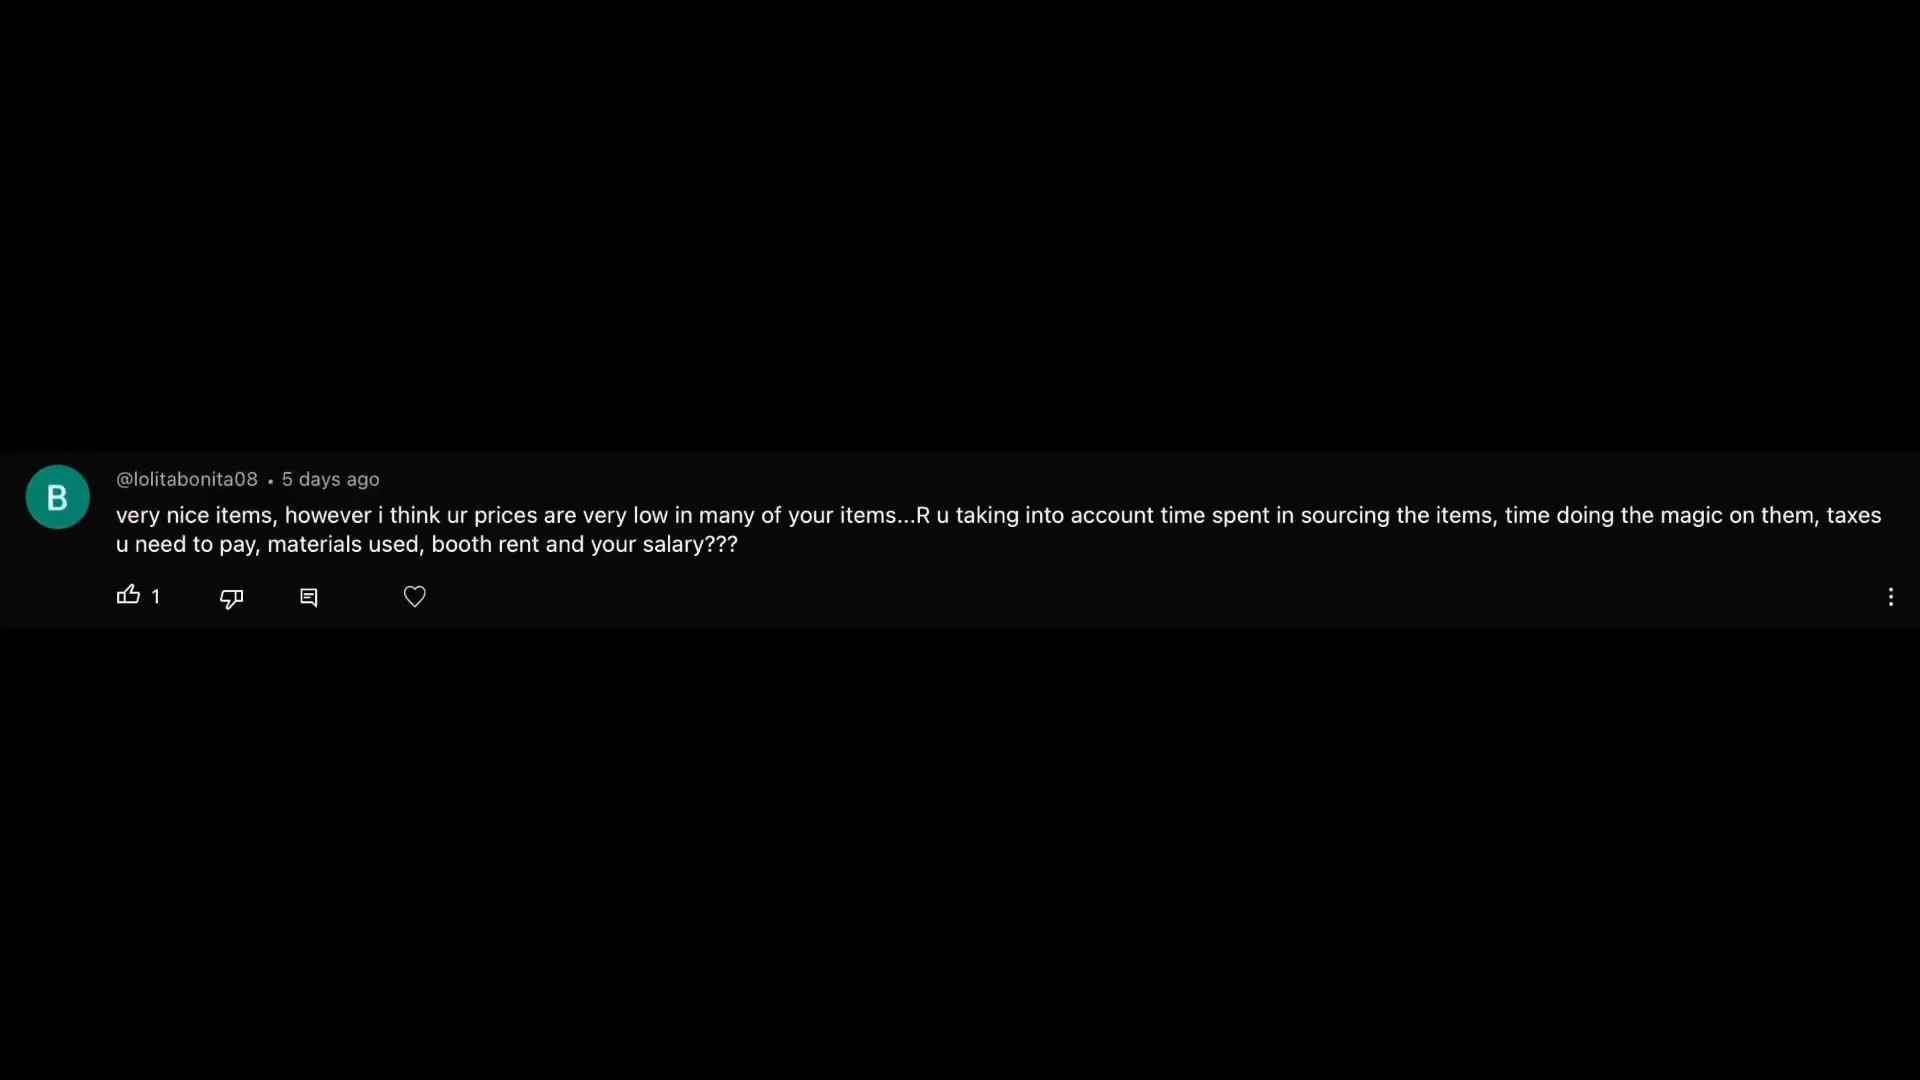 B
@lolitabonita08 • 5 days ago
very nice items, however i think ur prices are very low in many of your items...R u taking into account time spent in sourcing the items, time doing the magic on them, taxes
u need to pay, materials used, booth rent and your salary???
1